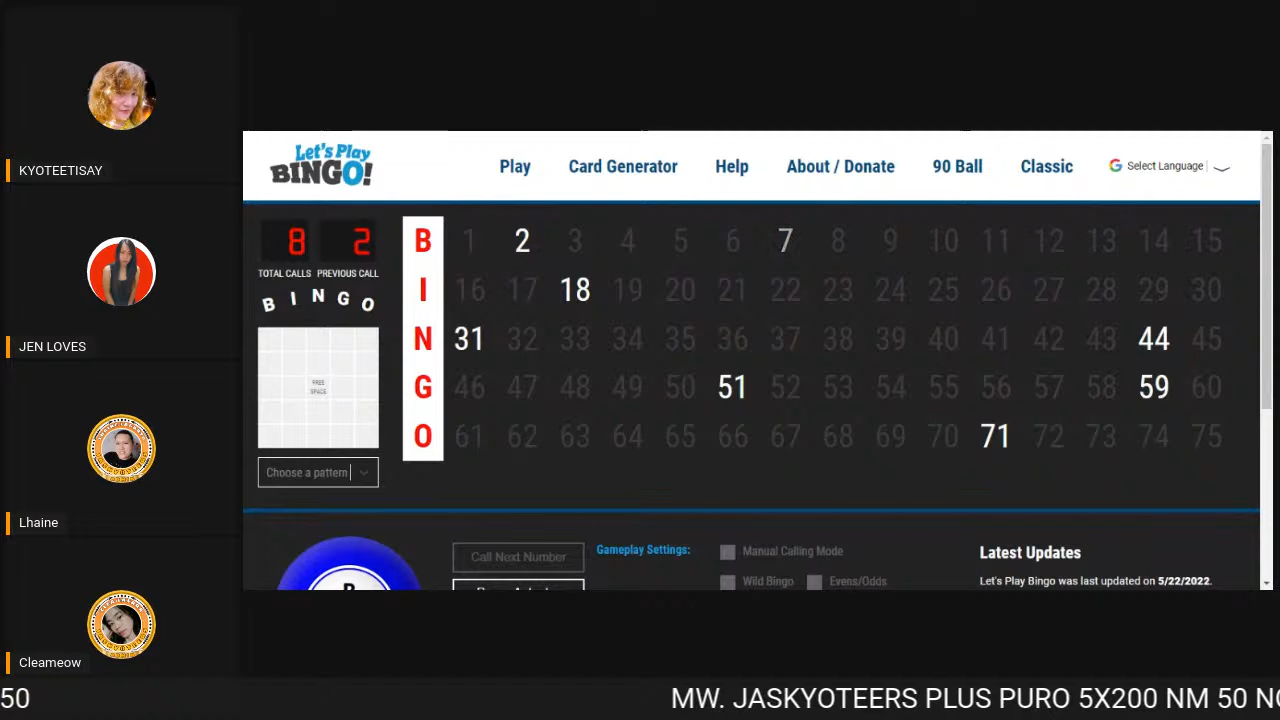 KYOTEETISAY
JEN LOVES
Lhaine
Cleameow
Let's Play
BINGO!
Play Card Generator Help About / Donate 90 Ball Classic Select Language
8 2
TOTAL CALLS PREVIOUS CALL
B I N G O
FREE
SPACE
Choose a pattern
B 1 2 3 4 5 6 7 8 9 10 11 12 13 14 15
I 16 17 18 19 20 21 22 23 24 25 26 27 28 29 30
N 31 32 33 34 35 36 37 38 39 40 41 42 43 44 45
G 46 47 48 49 50 51 52 53 54 55 56 57 58 59 60
O 61 62 63 64 65 66 67 68 69 70 71 72 73 74 75
Call Next Number
Gameplay Settings:
Manual Calling Mode
Wild Bingo Evens/Odds
Latest Updates
Let's Play Bingo was last updated on 5/22/2022.
50 MW. JASKYOTEERS PLUS PURO 5X200 NM 50